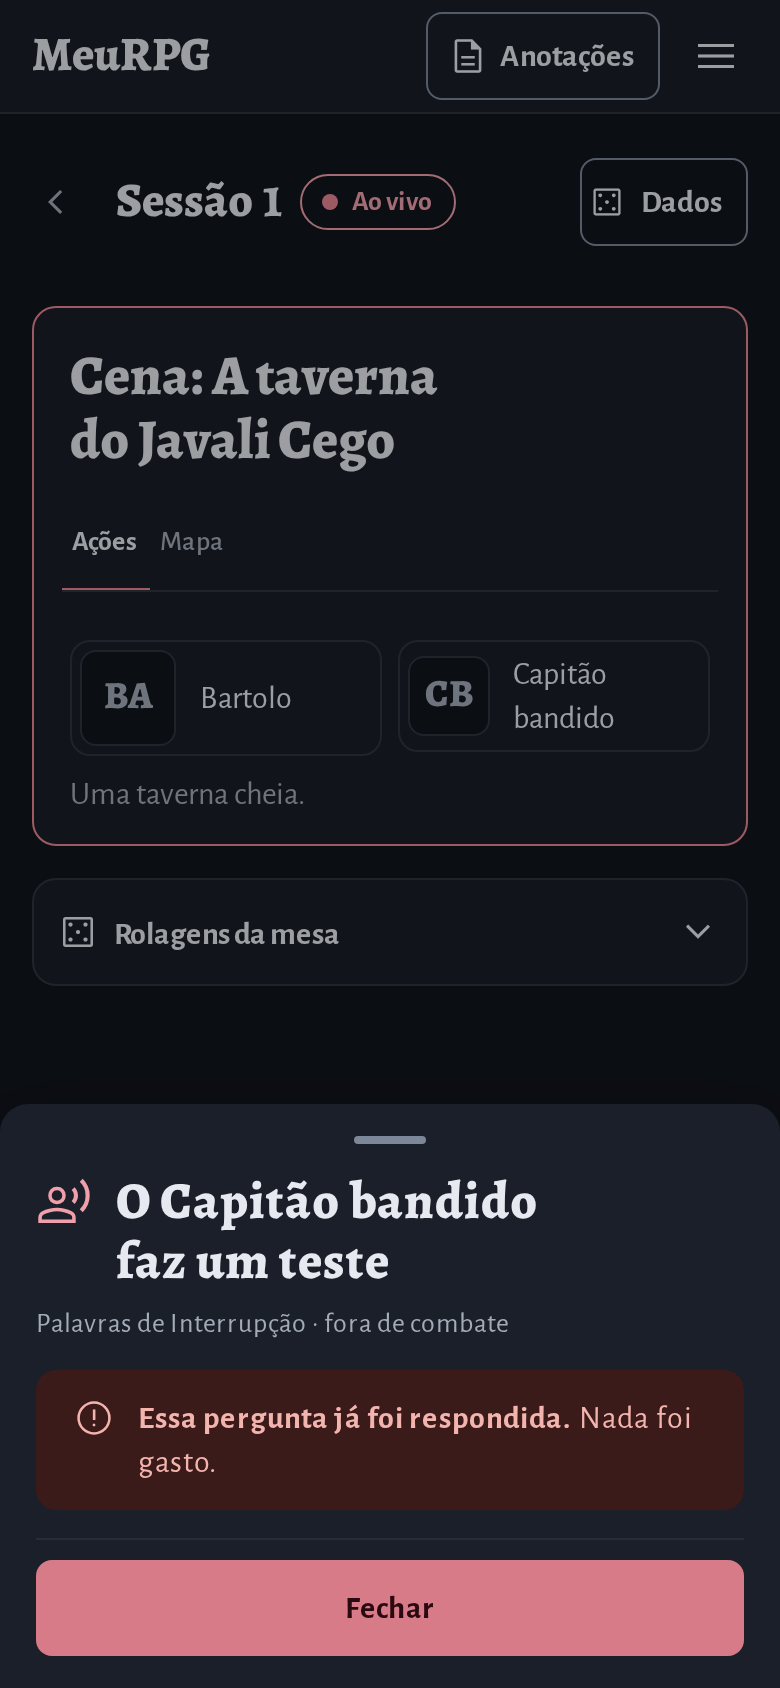 MeuRPG
Anotações
Sessão 1
Ao vivo
Dados
Cena: A taverna
do Javali Cego
Ações
Mapa
BA
Bartolo
CB
Capitão
bandido
Uma taverna cheia.
Rolagens da mesa
O Capitão bandido
faz um teste
Palavras de Interrupção · fora de combate
Essa pergunta já foi respondida. Nada foi
gasto.
Fechar